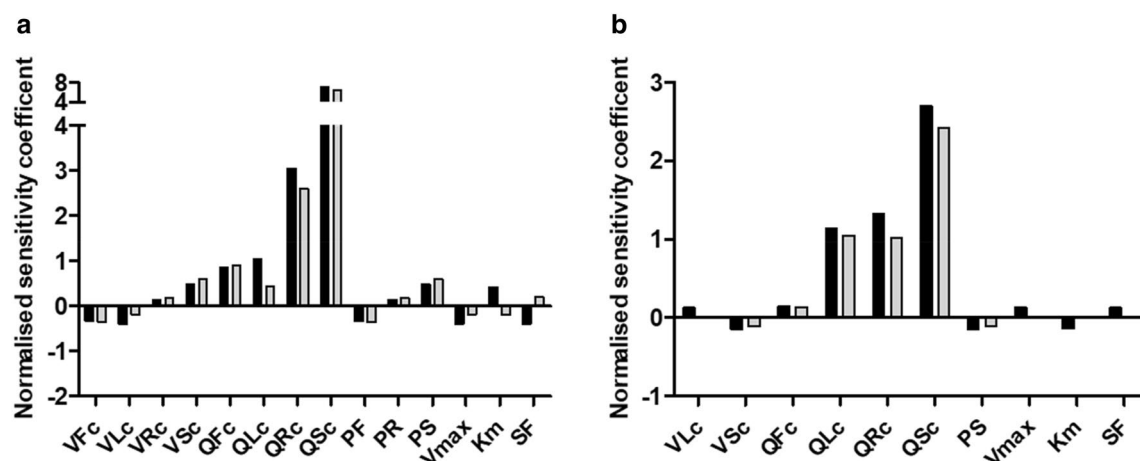 a
Normalised sensitivity coefficent
8
4
4
3
2
1
0
-1
-2
VFc VLc VRc VSc QFc QLc QRc QSc PF PR PS Vmax Km SF
b
Normalised sensitivity coefficent
3
2
1
0
-1
VLc VSc QFc QLc QRc QSc PS Vmax Km SF